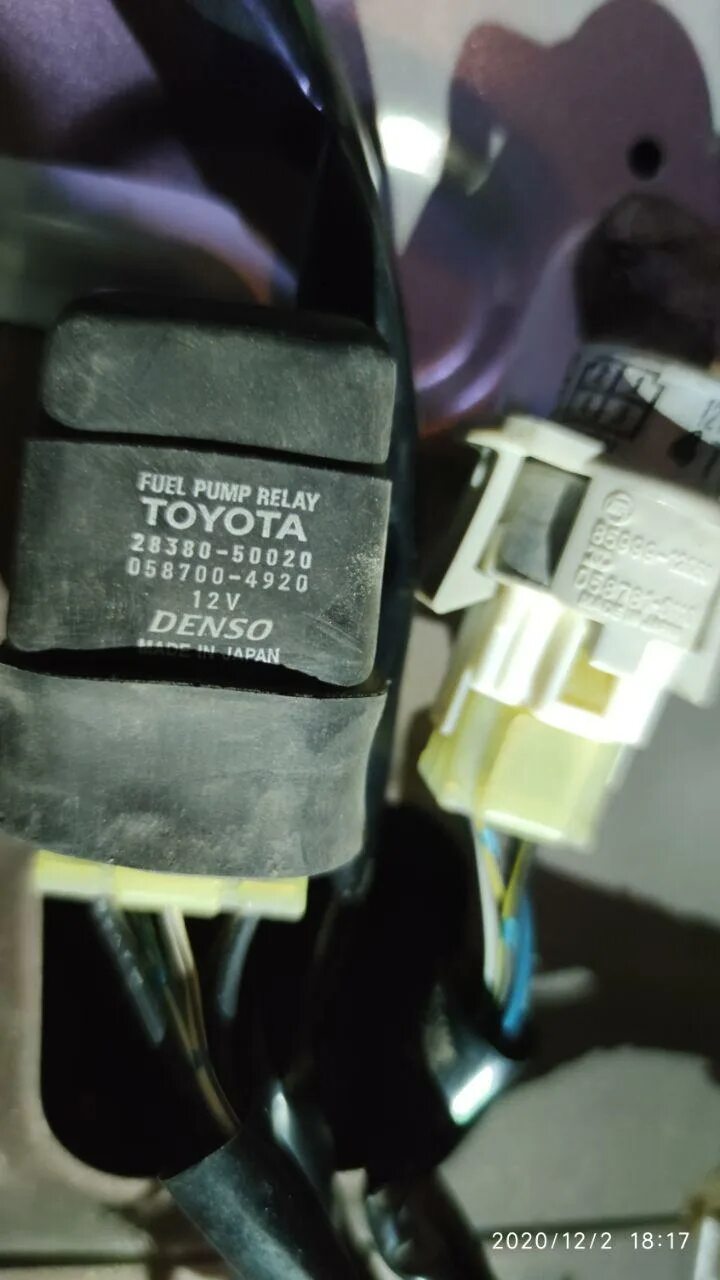 FUEL PUMP RELAY
TOYOTA
28380-50020
058700-4920
12V
DENSO
MADE IN JAPAN
2020/12/2 18:17